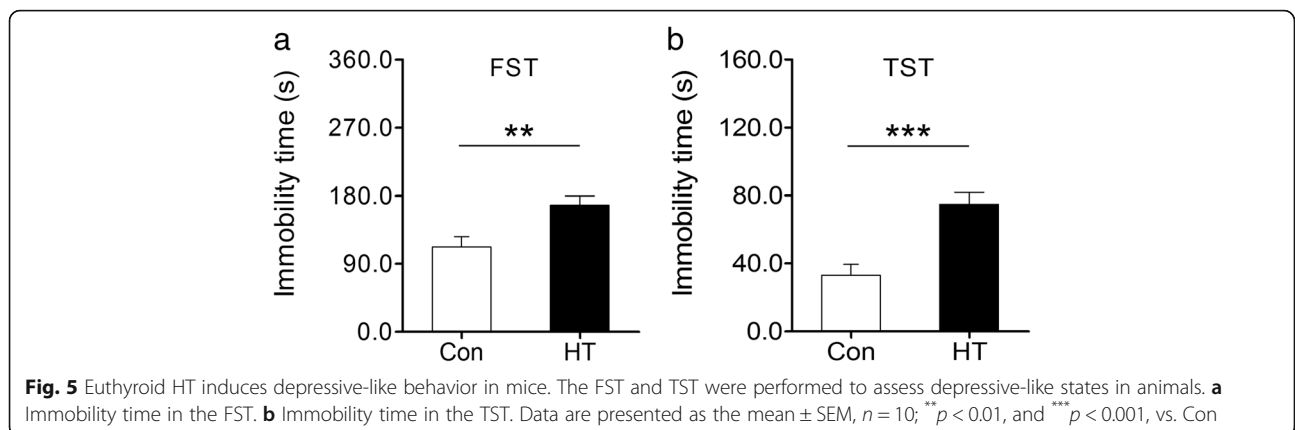 a
b
360.0
270.0
180.0
90.0
0.0
Immobility time (s)
FST
**
Con HT
160.0
120.0
80.0
40.0
0.0
Immobility time (s)
TST
***
Con HT
Fig. 5 Euthyroid HT induces depressive-like behavior in mice. The FST and TST were performed to assess depressive-like states in animals. a
Immobility time in the FST. b Immobility time in the TST. Data are presented as the mean ± SEM, n = 10; **p < 0.01, and ***p < 0.001, vs. Con